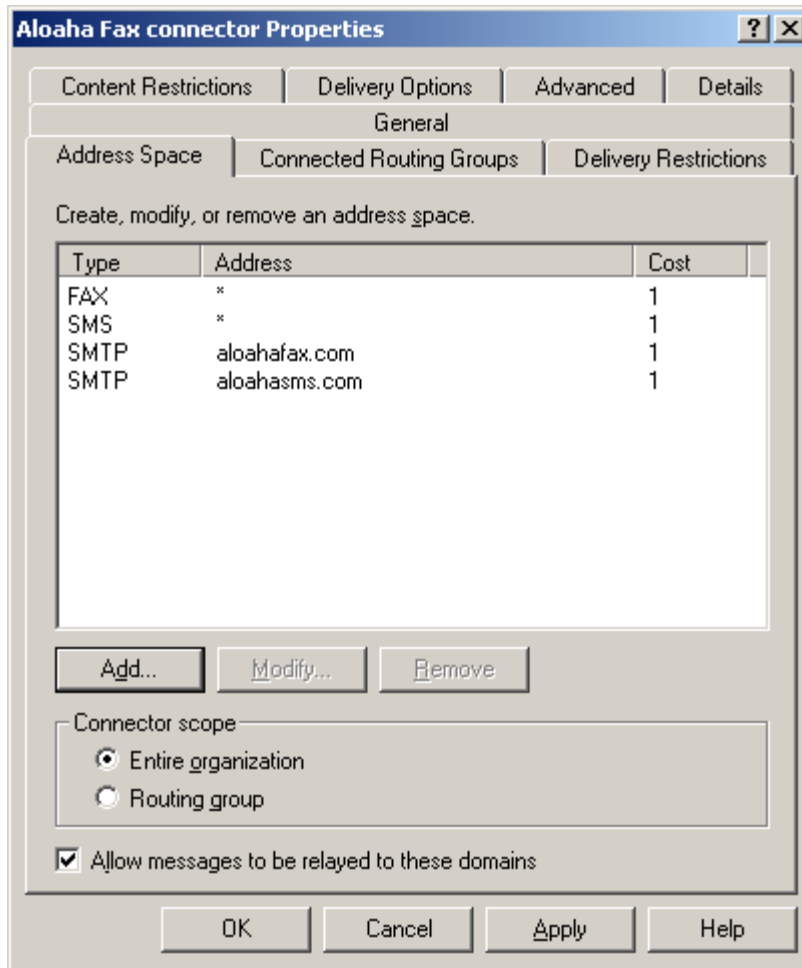 Aloaha Fax connector Properties
Content Restrictions Delivery Options Advanced Details
General
Address Space Connected Routing Groups Delivery Restrictions
Create, modify, or remove an address space.
Type Address Cost
FAX * 1
SMS * 1
SMTP aloahafax.com 1
SMTP aloahasms.com 1
Add... Modify... Remove
Connector scope
Entire organization
Routing group
Allow messages to be relayed to these domains
OK Cancel Apply Help